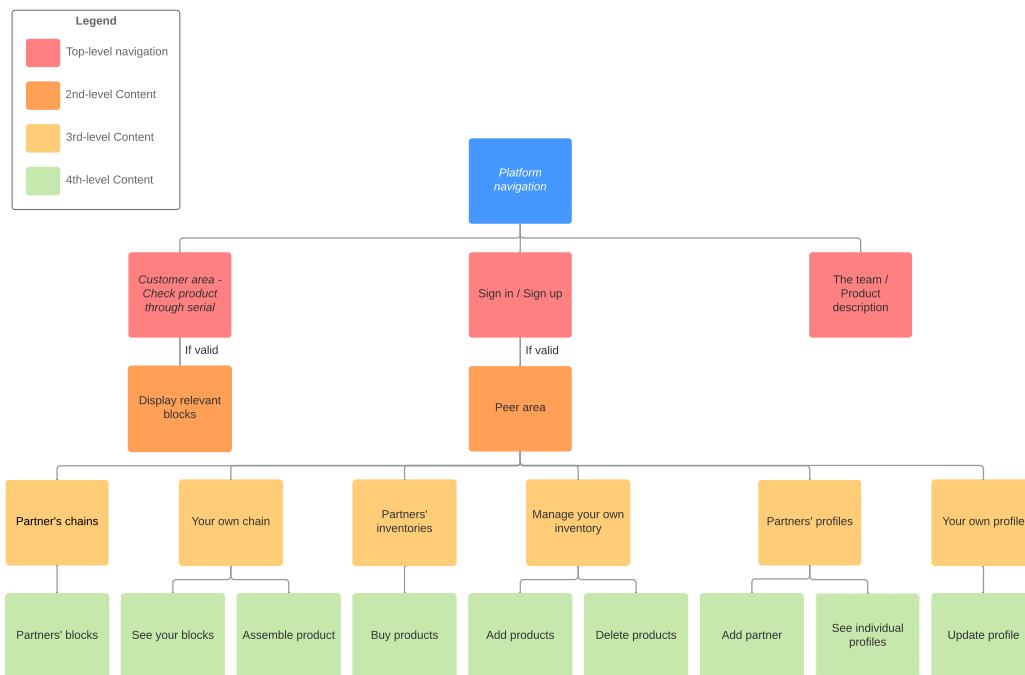 Legend
Top-level navigation
2nd-level Content
3rd-level Content
4th-level Content
Platform
navigation
Customer area -
Check product
through serial
Sign in / Sign up
The team /
Product
description
If valid
If valid
Display relevant
blocks
Peer area
Partner's chains
Your own chain
Partners'
inventories
Manage your own
inventory
Partners' profiles
Your own profile
Partners' blocks
See your blocks
Assemble product
Buy products
Add products
Delete products
Add partner
See individual
profiles
Update profile